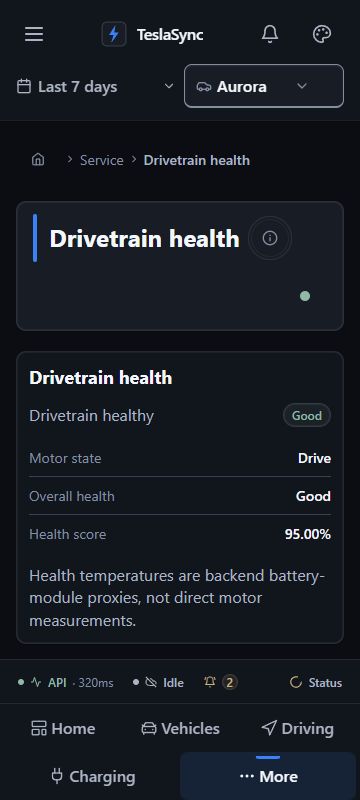 TeslaSync
Last 7 days
Aurora
Service
Drivetrain health
Drivetrain health
Drivetrain health
Drivetrain healthy
Good
Motor state
Drive
Overall health
Good
Health score
95.00%
Health temperatures are backend battery-
module proxies, not direct motor
measurements.
API · 320ms
Idle
2
Status
Home
Vehicles
Driving
Charging
More